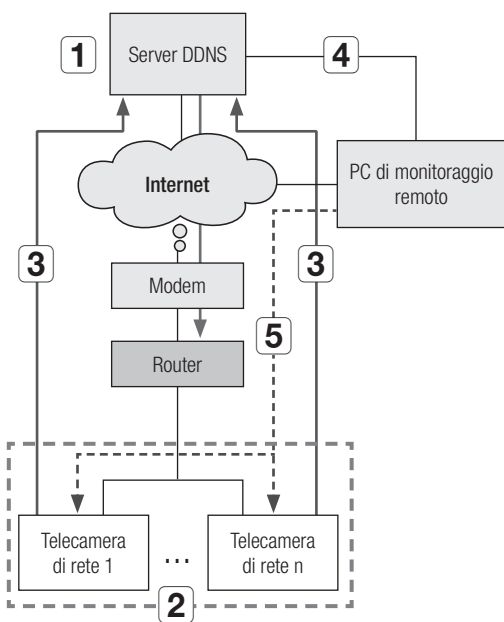 1
Server DDNS
4
Internet
PC di monitoraggio
remoto
3
3
Modem
5
Router
Telecamera
di rete 1
...
Telecamera
di rete n
2